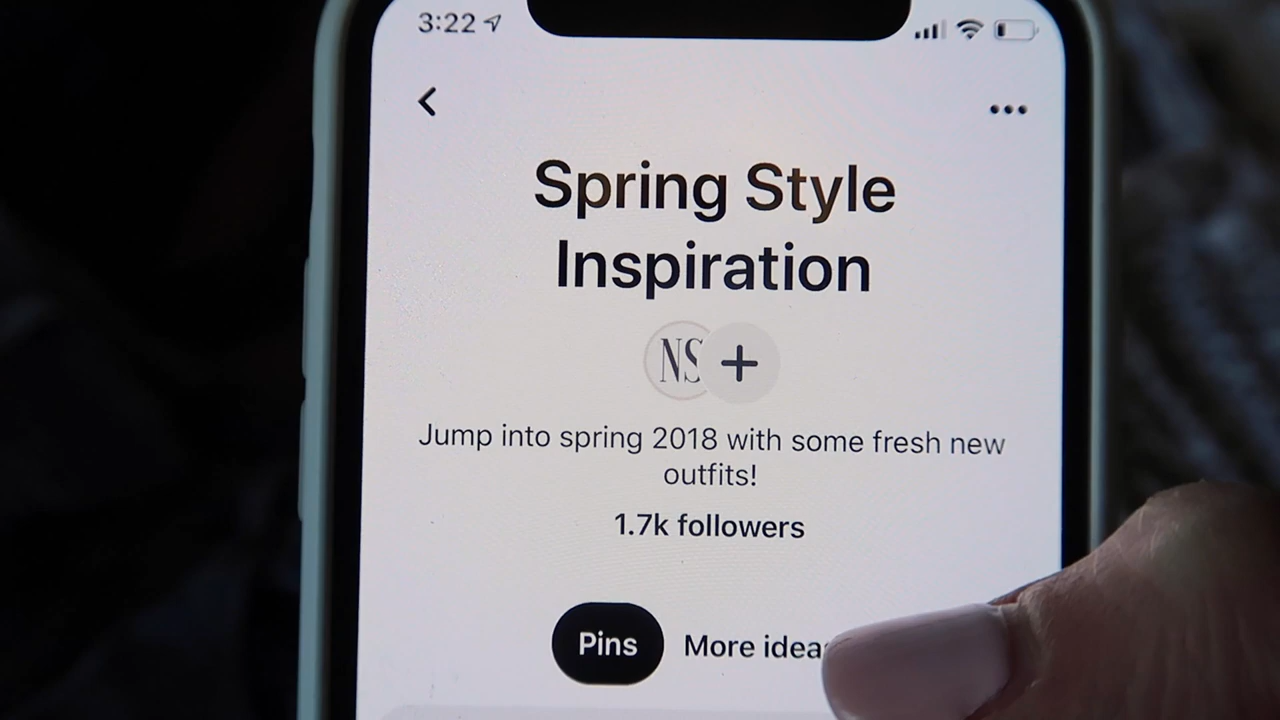 3:22
Spring Style
Inspiration
NS
Jump into spring 2018 with some fresh new
outfits!
1.7k followers
Pins
More idea